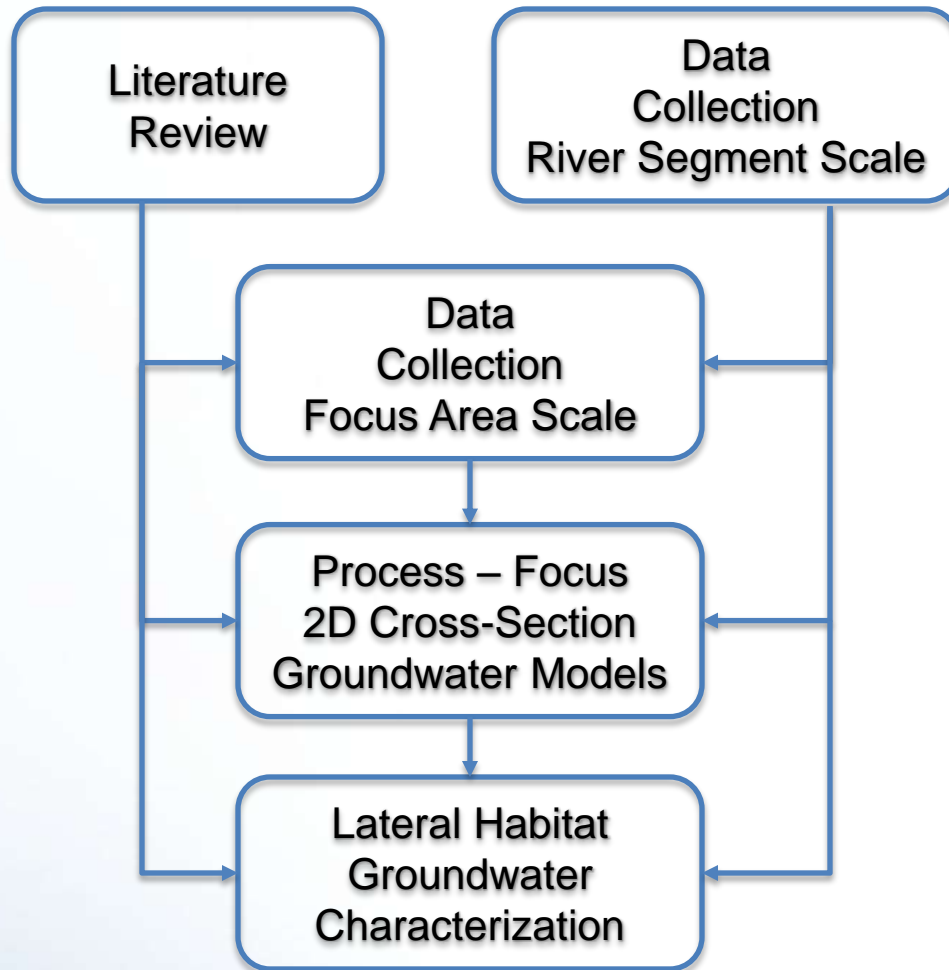 Literature
Review
Data
Collection
River Segment Scale
Data
Collection
Focus Area Scale
Process – Focus
2D Cross-Section
Groundwater Models
Lateral Habitat
Groundwater
Characterization